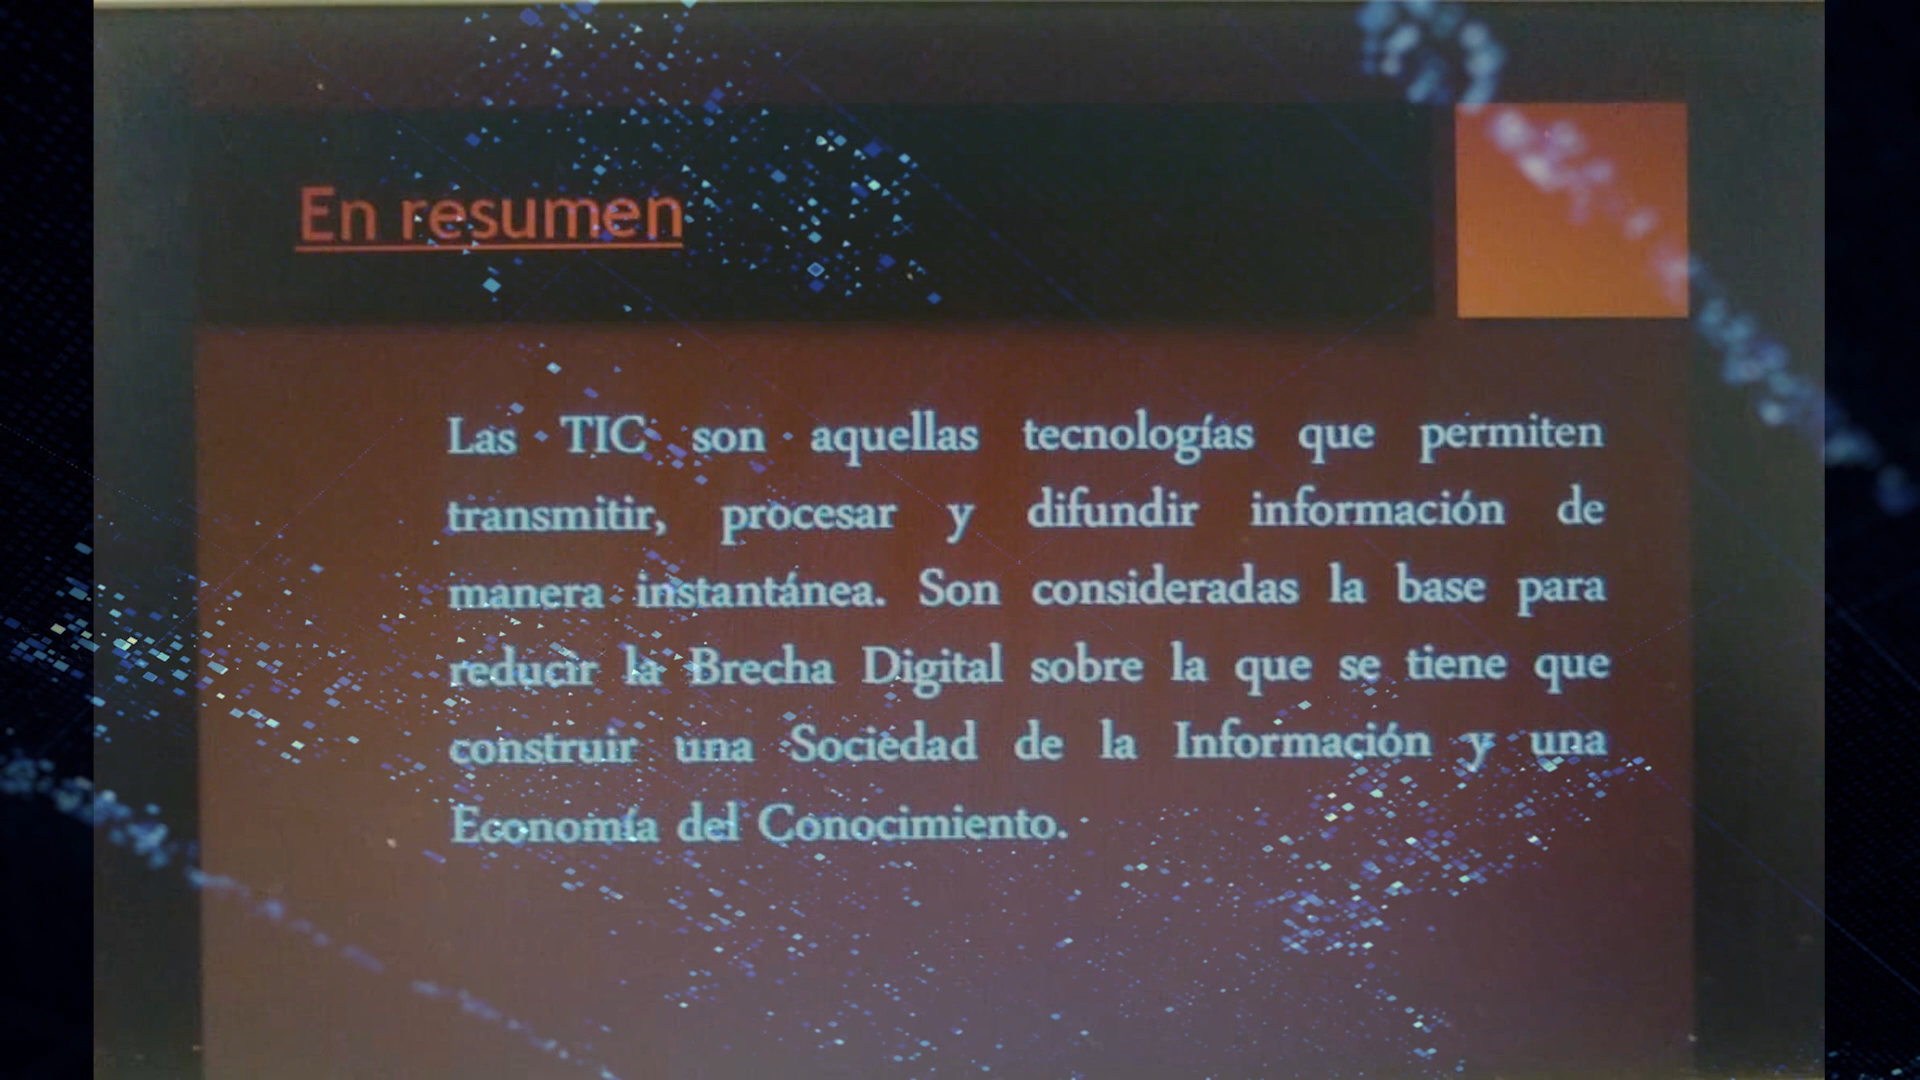 En resumen
Las TIC son aquellas tecnologías que permiten
transmitir, procesar y difundir información de
manera instantánea. Son consideradas la base para
reducir la Brecha Digital sobre la que se tiene que
construir una Sociedad de la Información y una
Economía del Conocimiento.